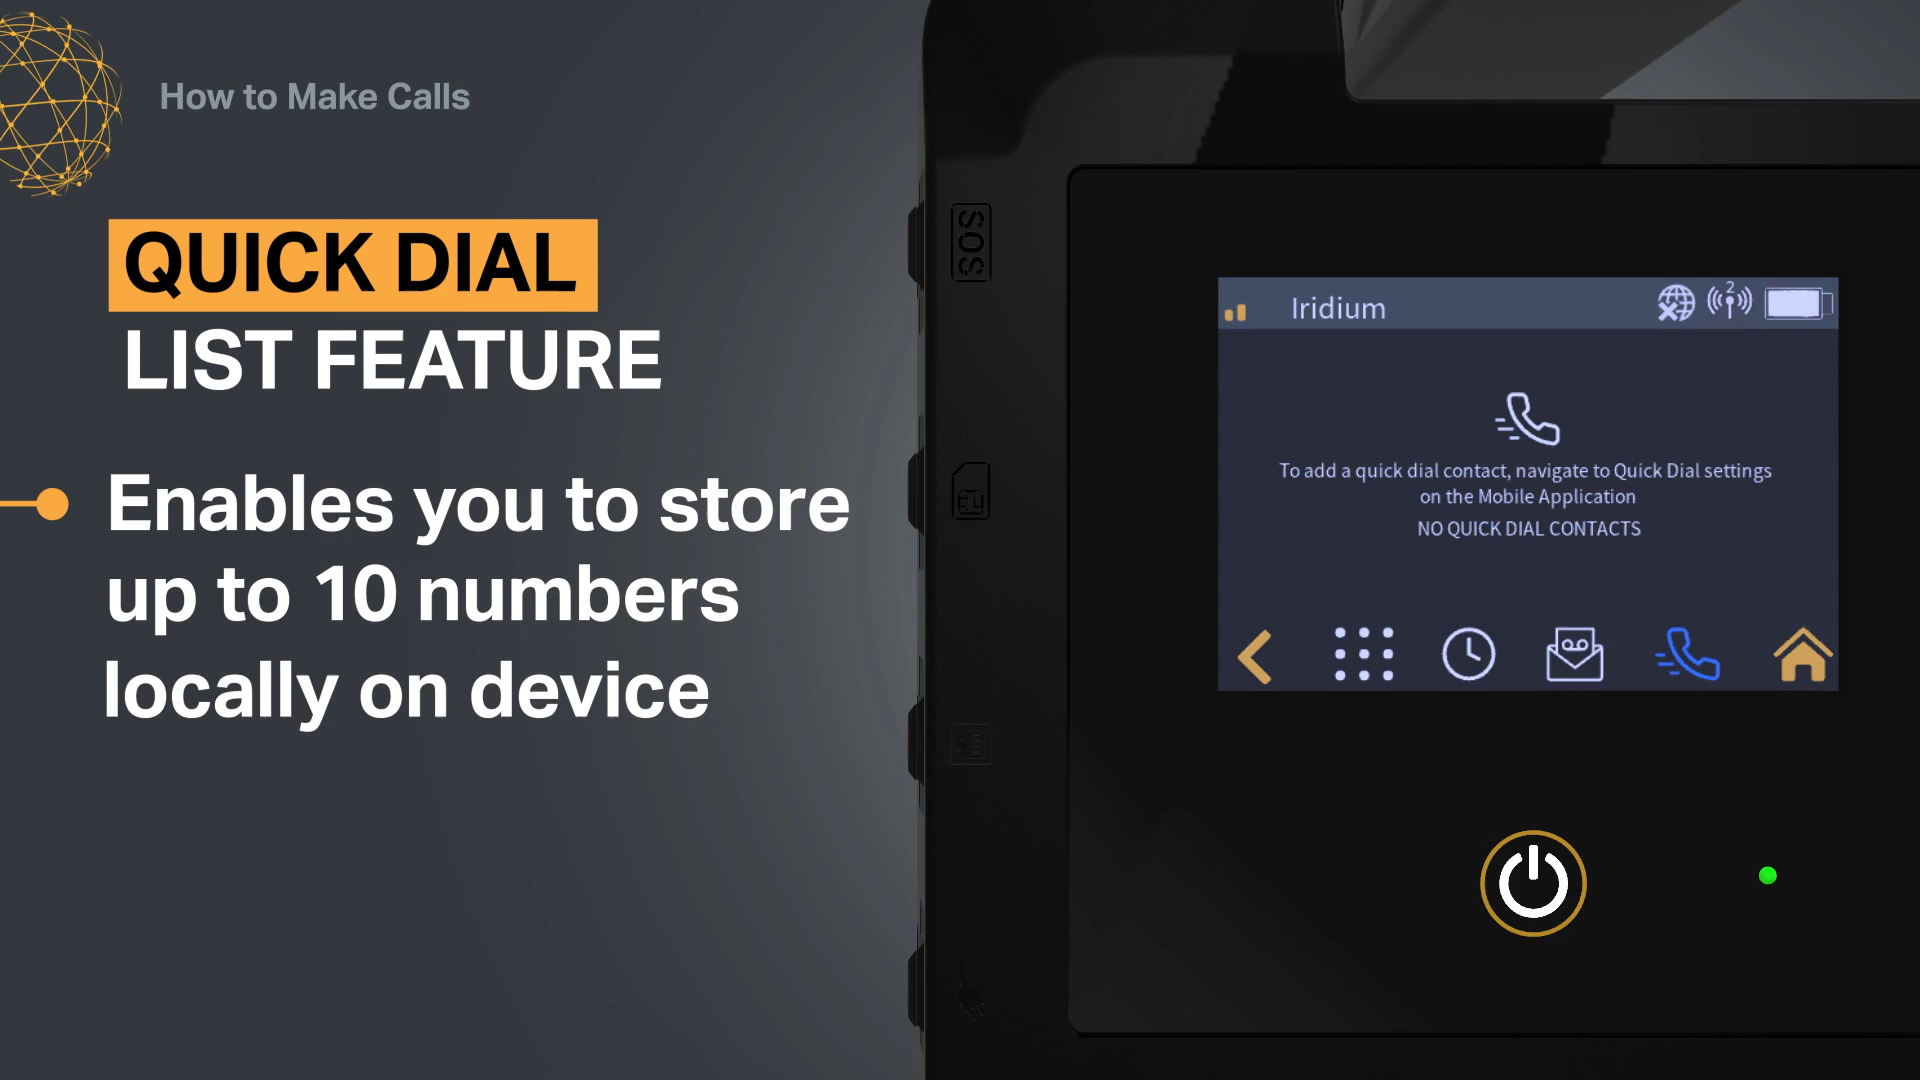 How to Make Calls
QUICK DIAL
LIST FEATURE
Enables you to store
up to 10 numbers
locally on device
SOS
Iridium
2
To add a quick dial contact, navigate to Quick Dial settings
on the Mobile Application
NO QUICK DIAL CONTACTS